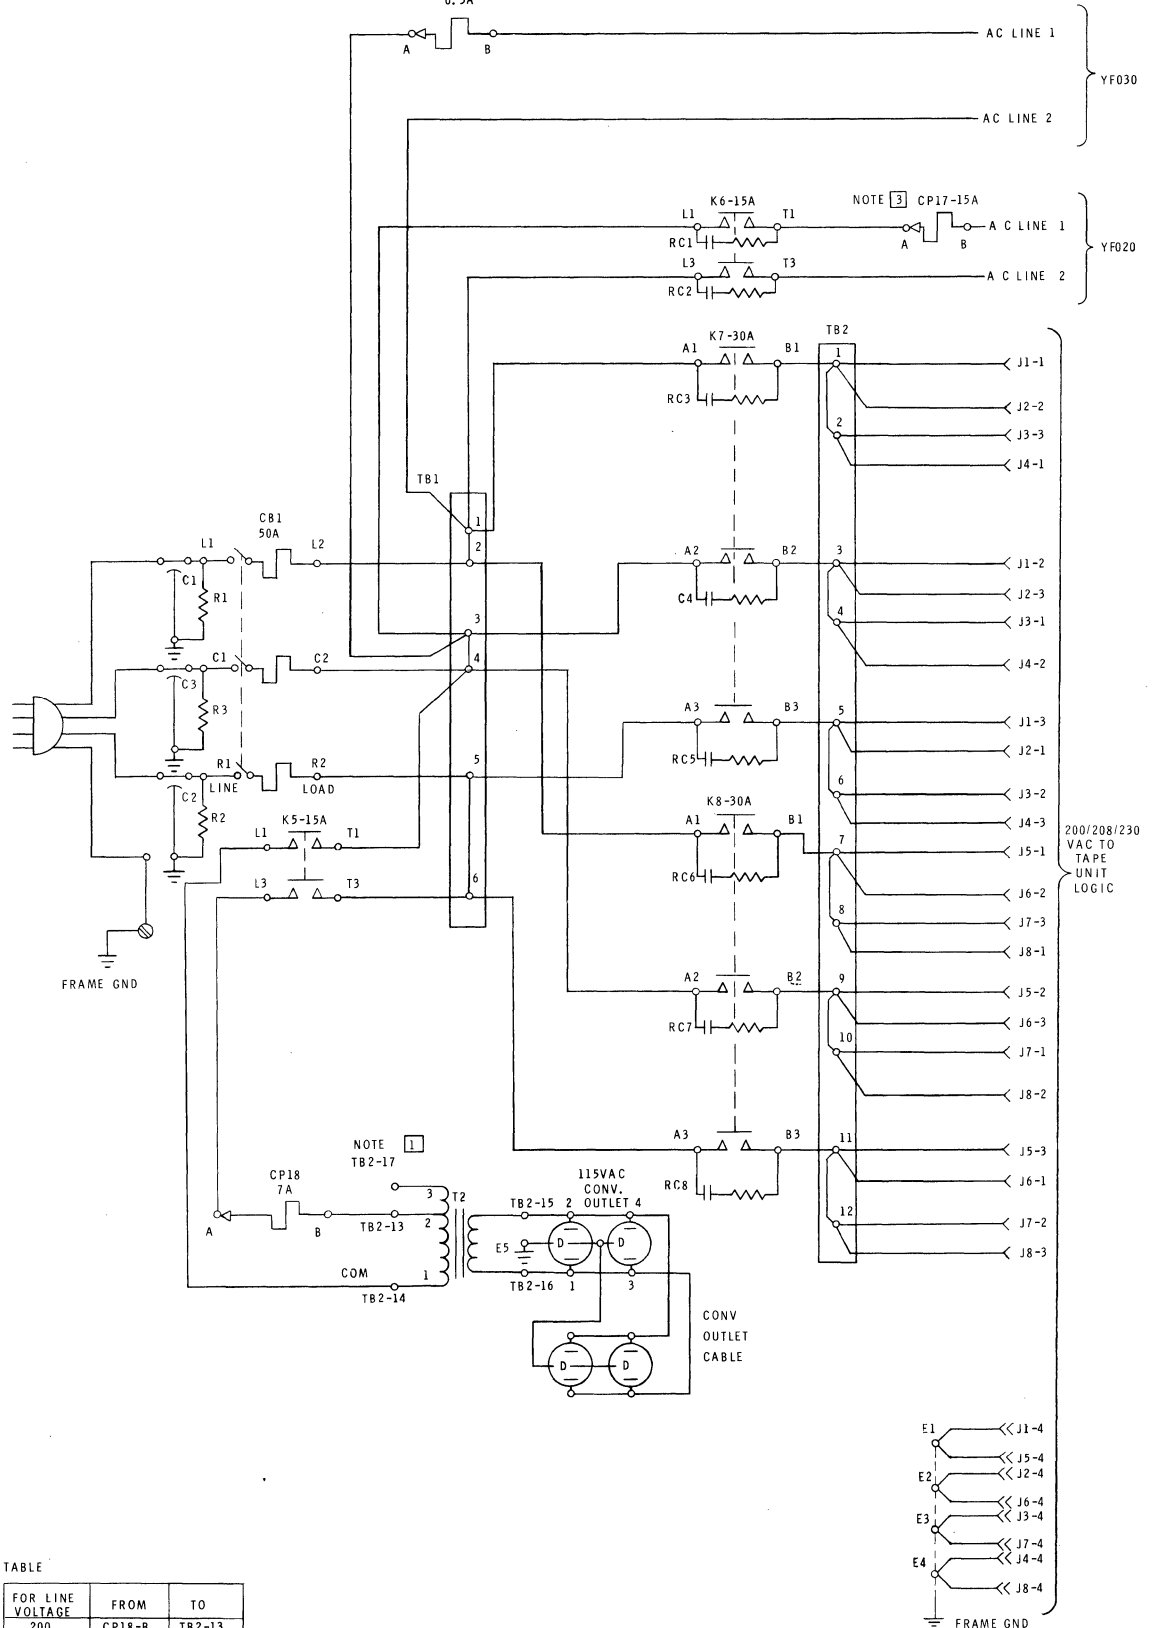 A
B
AC LINE 1
YF030
AC LINE 2
K6-15A
NOTE 3 CP17-15A
L1
T1
A C LINE 1
RC1
A
B
YF020
L3
T3
A C LINE 2
RC2
K7-30A
TB2
A1
B1
1
J1-1
RC3
J2-2
2
J3-3
J4-1
TB1
CB1
50A
1
L1
L2
2
A2
B2
3
J1-2
C1
R1
C4
J2-3
3
4
J3-1
C1
C2
4
J4-2
C3
R3
A3
B3
5
J1-3
RC5
J2-1
R1
R2
5
6
LINE
LOAD
J3-2
C2
R2
K8-30A
J4-3
K5-15A
A1
B1
7
200/208/230
VAC TO
TAPE
UNIT
LOGIC
L1
T1
J5-1
RC6
L3
T3
6
J6-2
8
J7-3
J8-1
FRAME GND
A2
B2
9
J5-2
RC7
J6-3
10
J7-1
J8-2
A3
B3
11
J5-3
NOTE 1
TB2-17
CP18
7A
115VAC
CONV.
OUTLET 4
RC8
J6-1
3
T2
TB2-15 2
12
A
B
TB2-13
2
J7-2
E5
D
D
J8-3
COM
1
TB2-14
TB2-16 1
3
CONV
OUTLET
CABLE
D
D
E1
J1-4
J5-4
E2
J2-4
J6-4
E3
J3-4
J7-4
E4
J4-4
J8-4
FRAME GND
TABLE
FOR LINE
VOLTAGE
FROM
TO
200
CP18-B
TB2-13